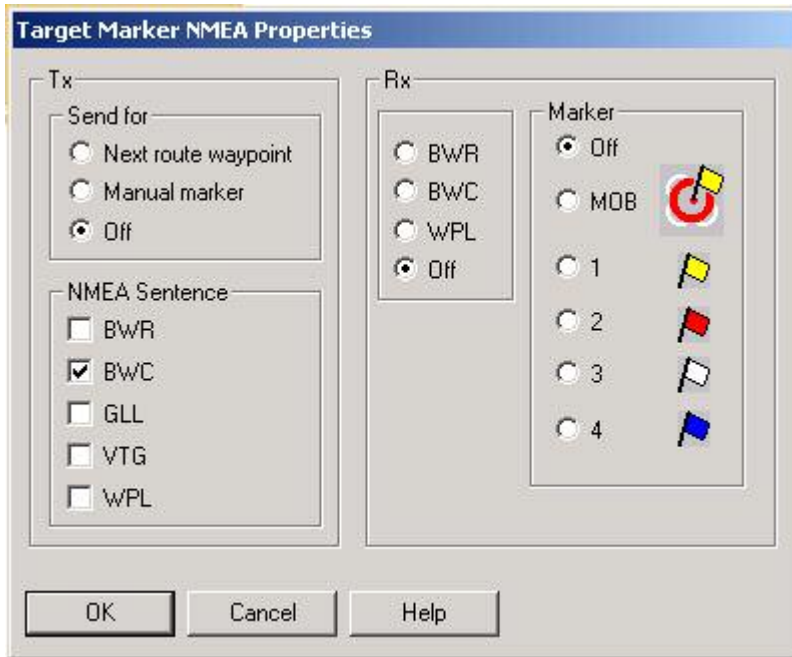 Target Marker NMEA Properties
Tx
Send for
Next route waypoint
Manual marker
Off
NMEA Sentence
BWR
BWC
GLL
VTG
WPL
Rx
BWR
BWC
WPL
Off
Marker
Off
MOB
1
2
3
4
OK
Cancel
Help